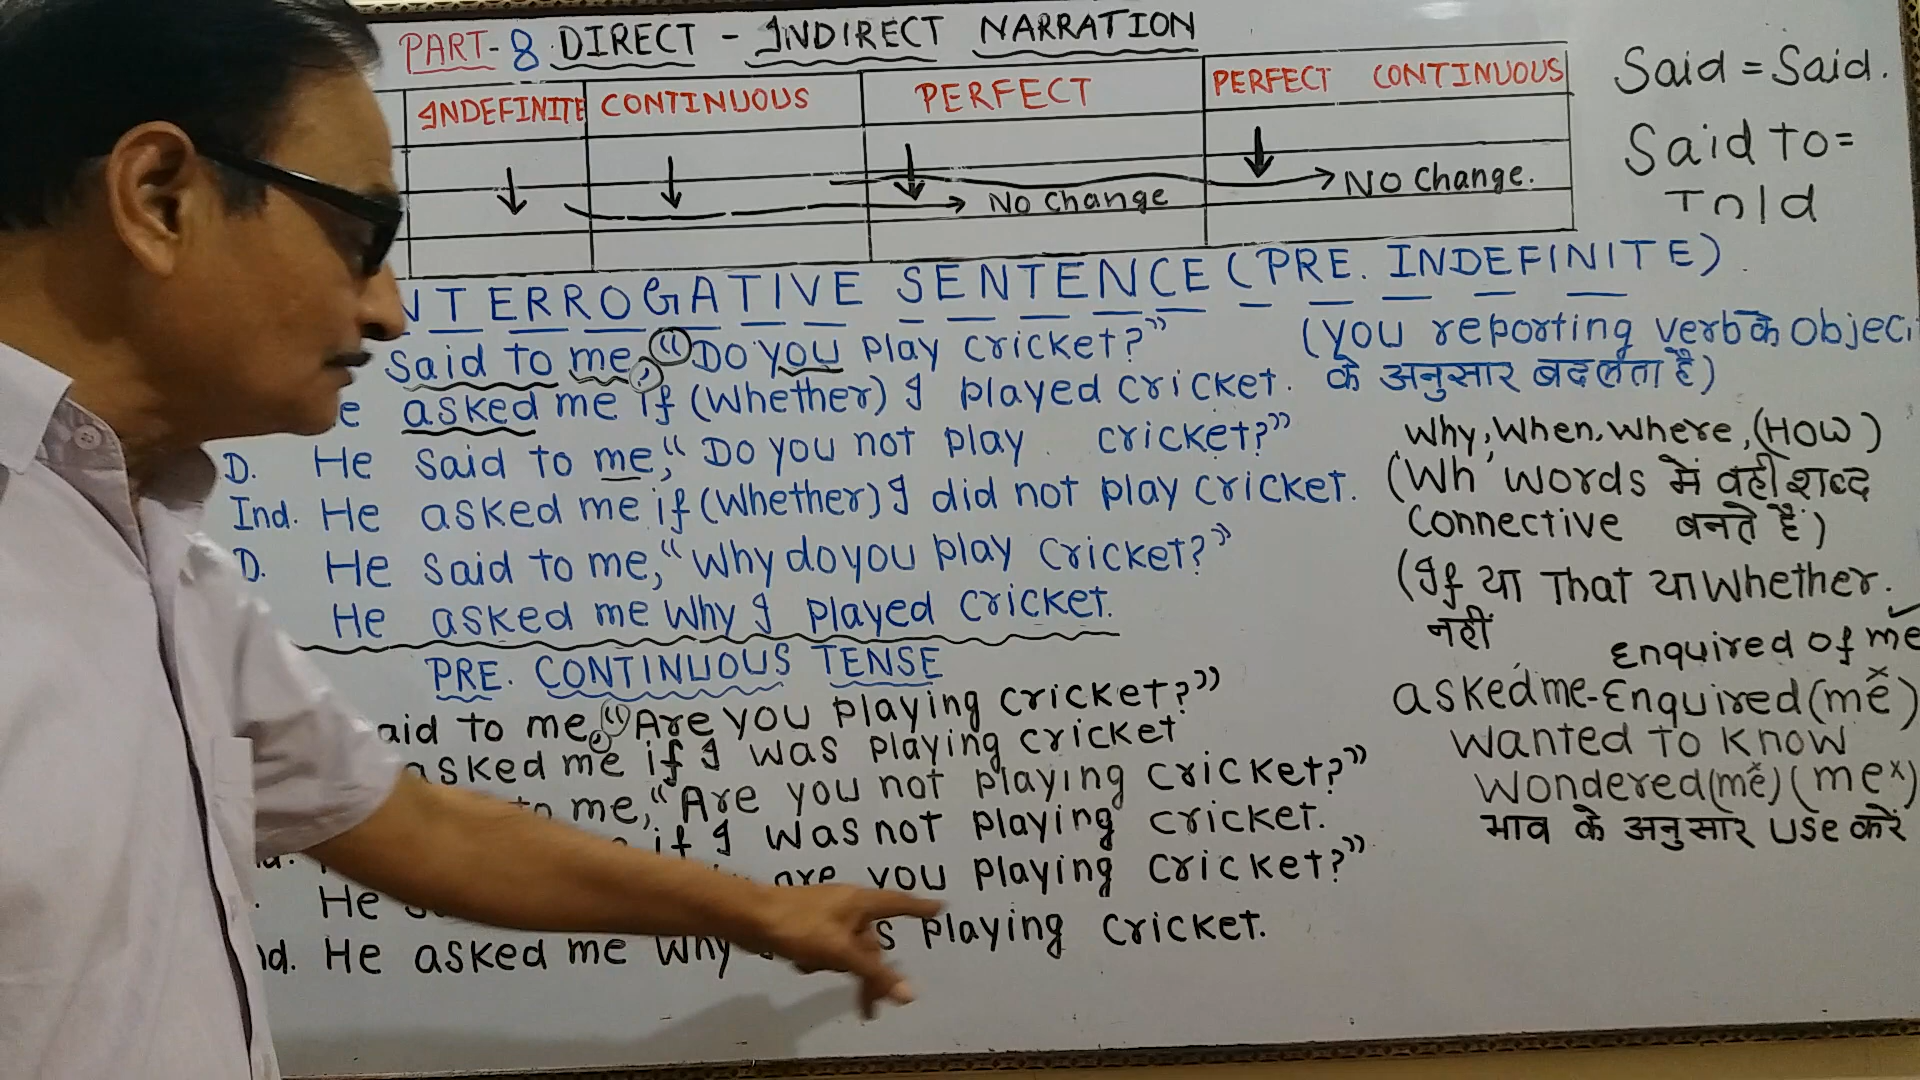 PART-8 DIRECT - INDIRECT NARRATION
INDEFINITE CONTINUOUS PERFECT PERFECT CONTINUOUS
No change
No change.
Said = Said.
Said to =
Told
INTERROGATIVE SENTENCE (PRE. INDEFINITE)
said to me, "Do you play cricket?"
asked me if (whether) I played cricket.
D. He said to me, "Do you not play cricket?"
Ind. He asked me if (whether) I did not play cricket.
D. He said to me, "Why do you play cricket?"
He asked me why I played cricket.
PRE. CONTINUOUS TENSE
said to me, "Are you playing cricket?"
asked me if I was playing cricket
to me, "Are you not playing cricket?"
if I was not playing cricket.
He are you playing cricket?"
Ind. He asked me why playing cricket.
(you reporting verb के object
के अनुसार बदलता है)
Why, when, where, (How)
(Wh' words में वही शब्द
connective बनते हैं)
(If या That या Whether.
नहीं
Enquired of me
asked me - Enquired (me x)
wanted to know
wondered (me x) (me x)
भाव के अनुसार use करें